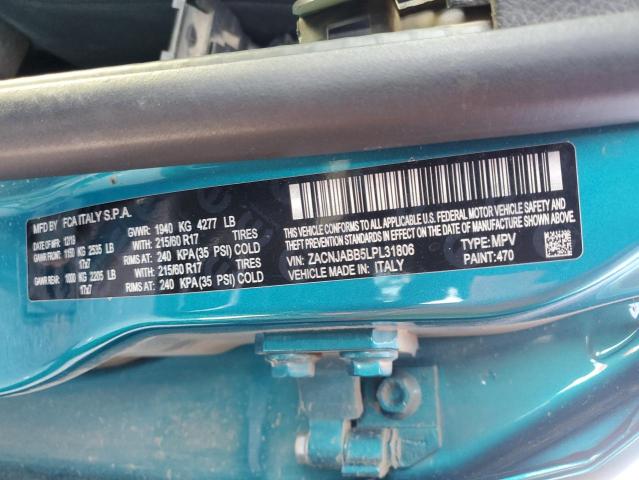 MFD BY FCA ITALY S.P.A.
DATE OF MFR: 12/19 GVWR: 1940 KG 4277 LB
GAWR FRONT: 1150 KG 2535 LB WITH - 215/60 R17 TIRES
17x7 RIMS AT: 240 KPA(35 PSI) COLD
GAWR REAR: 1000 KG 2205 LB WITH - 215/60 R17 TIRES
17x7 RIMS AT: 240 KPA(35 PSI) COLD
THIS VEHICLE CONFORMS TO ALL APPLICABLE U.S.A. FEDERAL MOTOR VEHICLE
SAFETY, BUMPER, AND THEFT PREVENTION STANDARDS IN
EFFECT ON THE DATE OF MANUFACTURE SHOWN ABOVE
VIN: ZACNJABB5LPL31806 TYPE: MPV
VEHICLE MADE IN: ITALY PAINT: 470